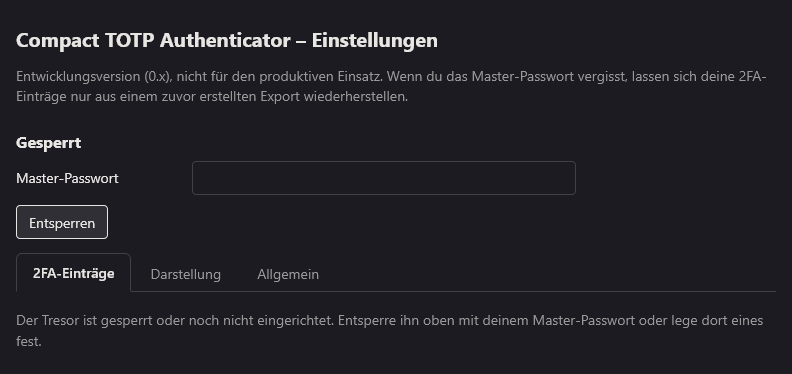 Compact TOTP Authenticator – Einstellungen
Entwicklungsversion (0.x), nicht für den produktiven Einsatz. Wenn du das Master-Passwort vergisst, lassen sich deine 2FA-
Einträge nur aus einem zuvor erstellten Export wiederherstellen.
Gesperrt
Master-Passwort
Entsperren
2FA-Einträge Darstellung Allgemein
Der Tresor ist gesperrt oder noch nicht eingerichtet. Entsperre ihn oben mit deinem Master-Passwort oder lege dort eines
fest.